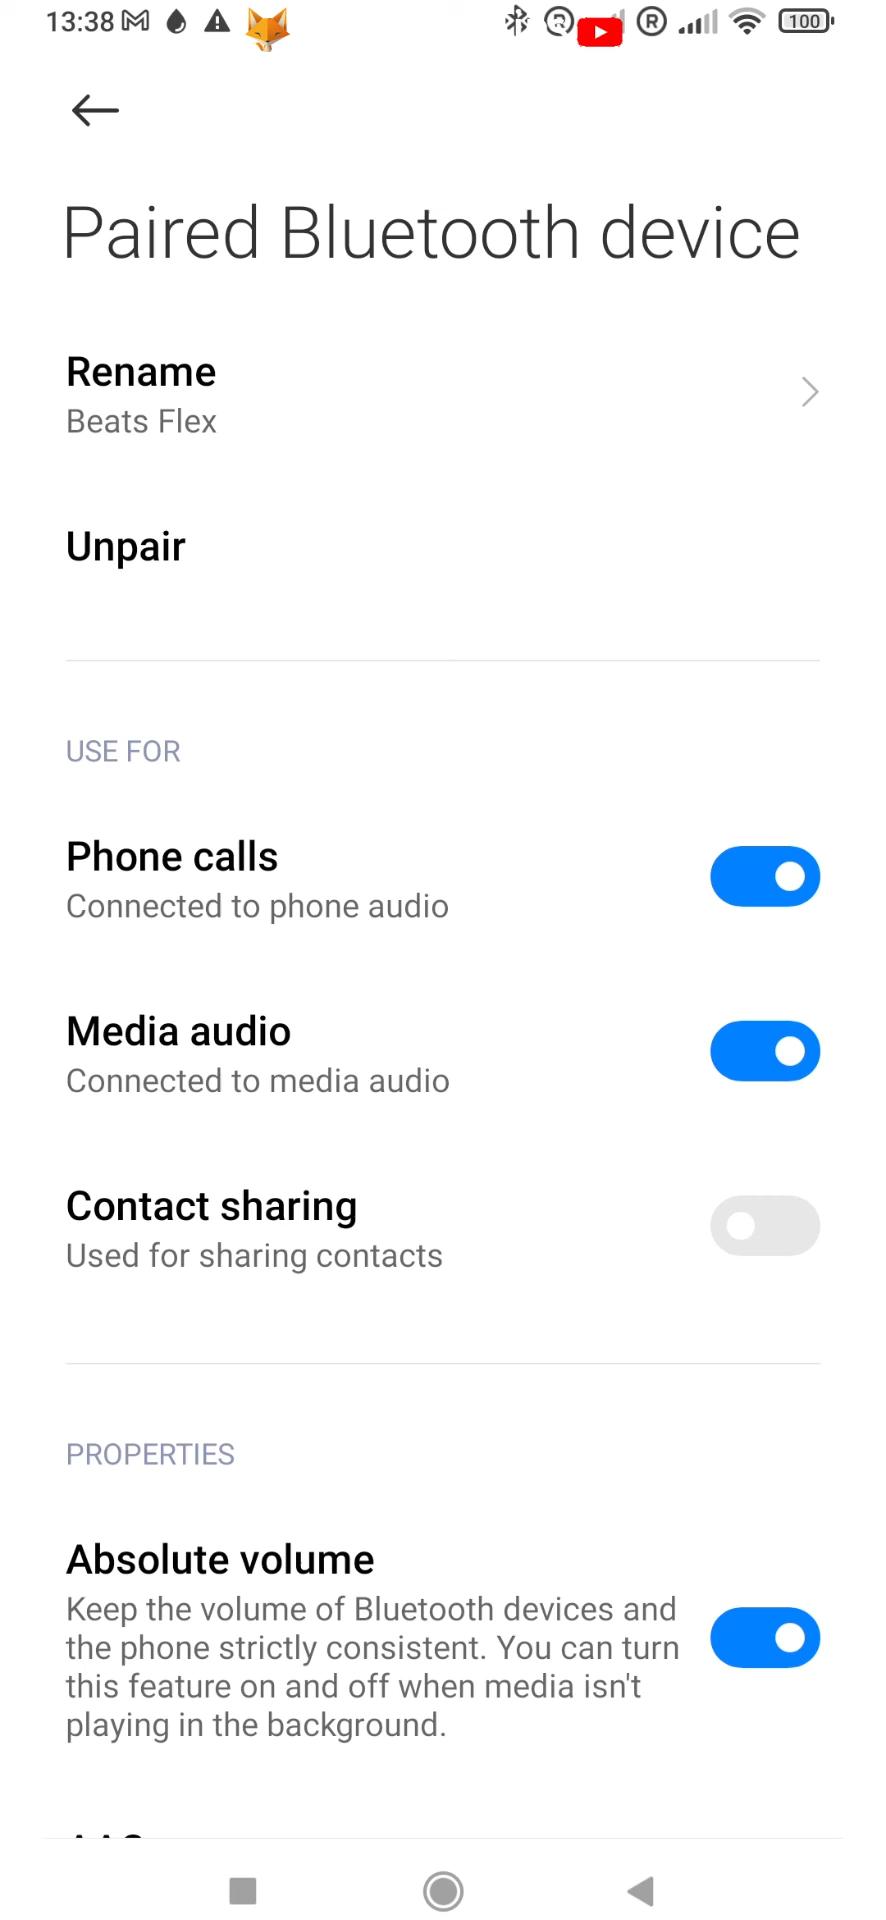 13:38
100
Paired Bluetooth device
Rename
Beats Flex
Unpair
USE FOR
Phone calls
Connected to phone audio
Media audio
Connected to media audio
Contact sharing
Used for sharing contacts
PROPERTIES
Absolute volume
Keep the volume of Bluetooth devices and
the phone strictly consistent. You can turn
this feature on and off when media isn't
playing in the background.